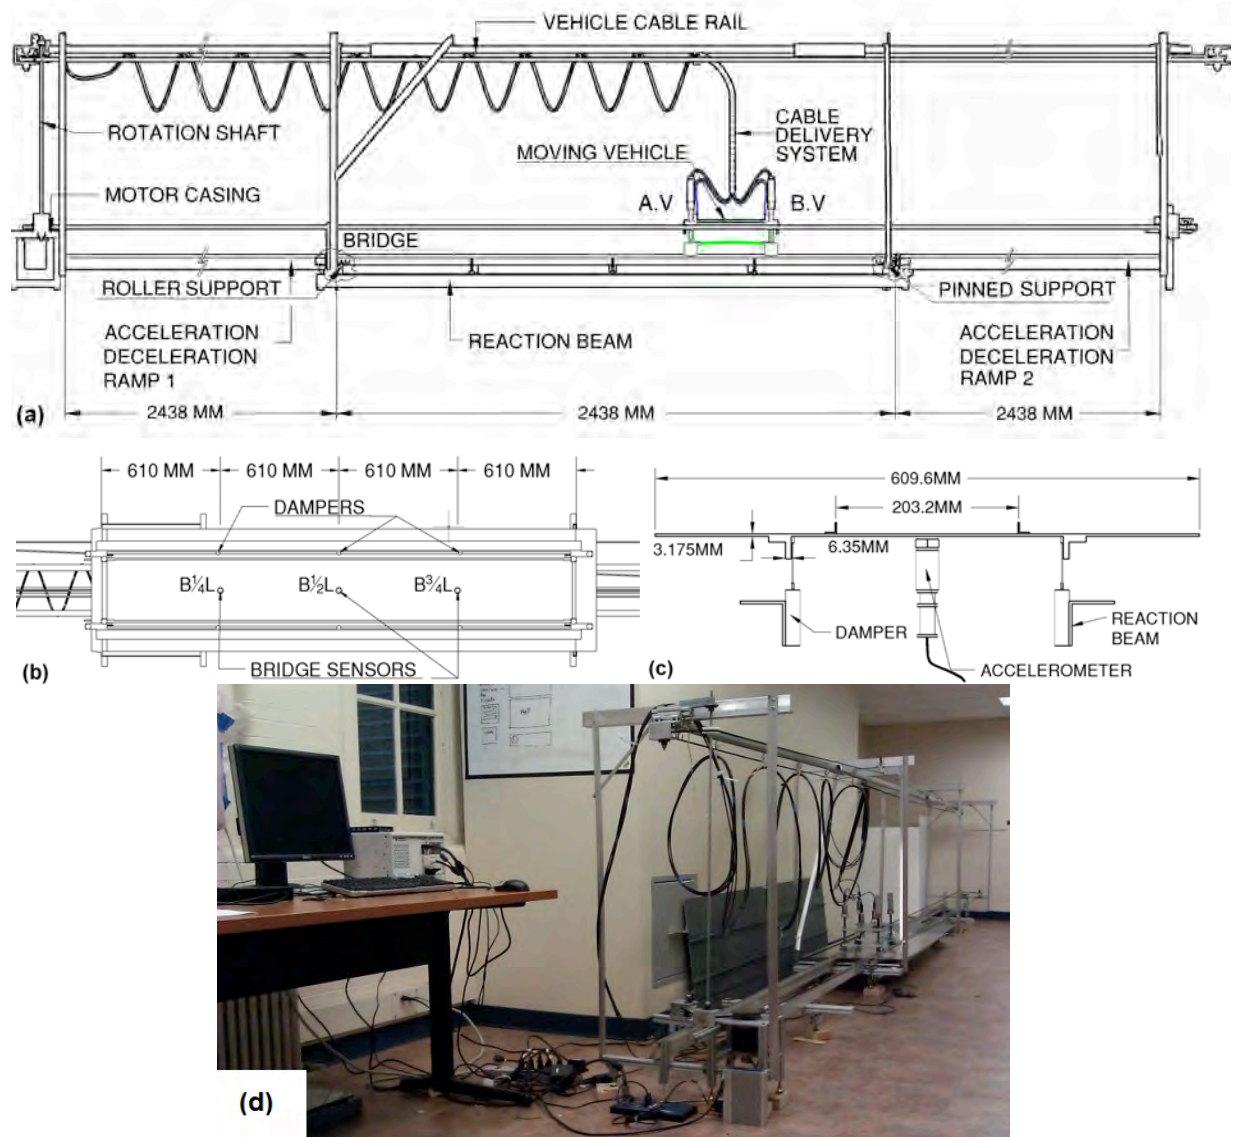 VEHICLE CABLE RAIL
ROTATION SHAFT
CABLE
DELIVERY
SYSTEM
MOVING VEHICLE
MOTOR CASING
A.V
B.V
BRIDGE
ROLLER SUPPORT
PINNED SUPPORT
ACCELERATION
DECELERATION
RAMP 1
REACTION BEAM
ACCELERATION
DECELERATION
RAMP 2
(a)
2438 MM
2438 MM
2438 MM
610 MM
610 MM
610 MM
610 MM
DAMPERS
B¼L
B½L
B¾L
BRIDGE SENSORS
(b)
609.6MM
203.2MM
3.175MM
6.35MM
DAMPER
REACTION
BEAM
ACCELEROMETER
(c)
(d)